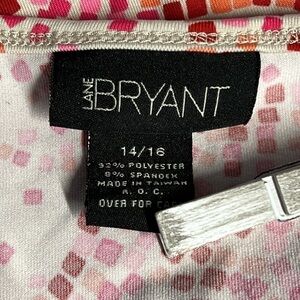 LANE
BRYANT
14/16
92% POLYESTER
8% SPANDEX
MADE IN TAIWAN
R. O. C.
OVER FOR